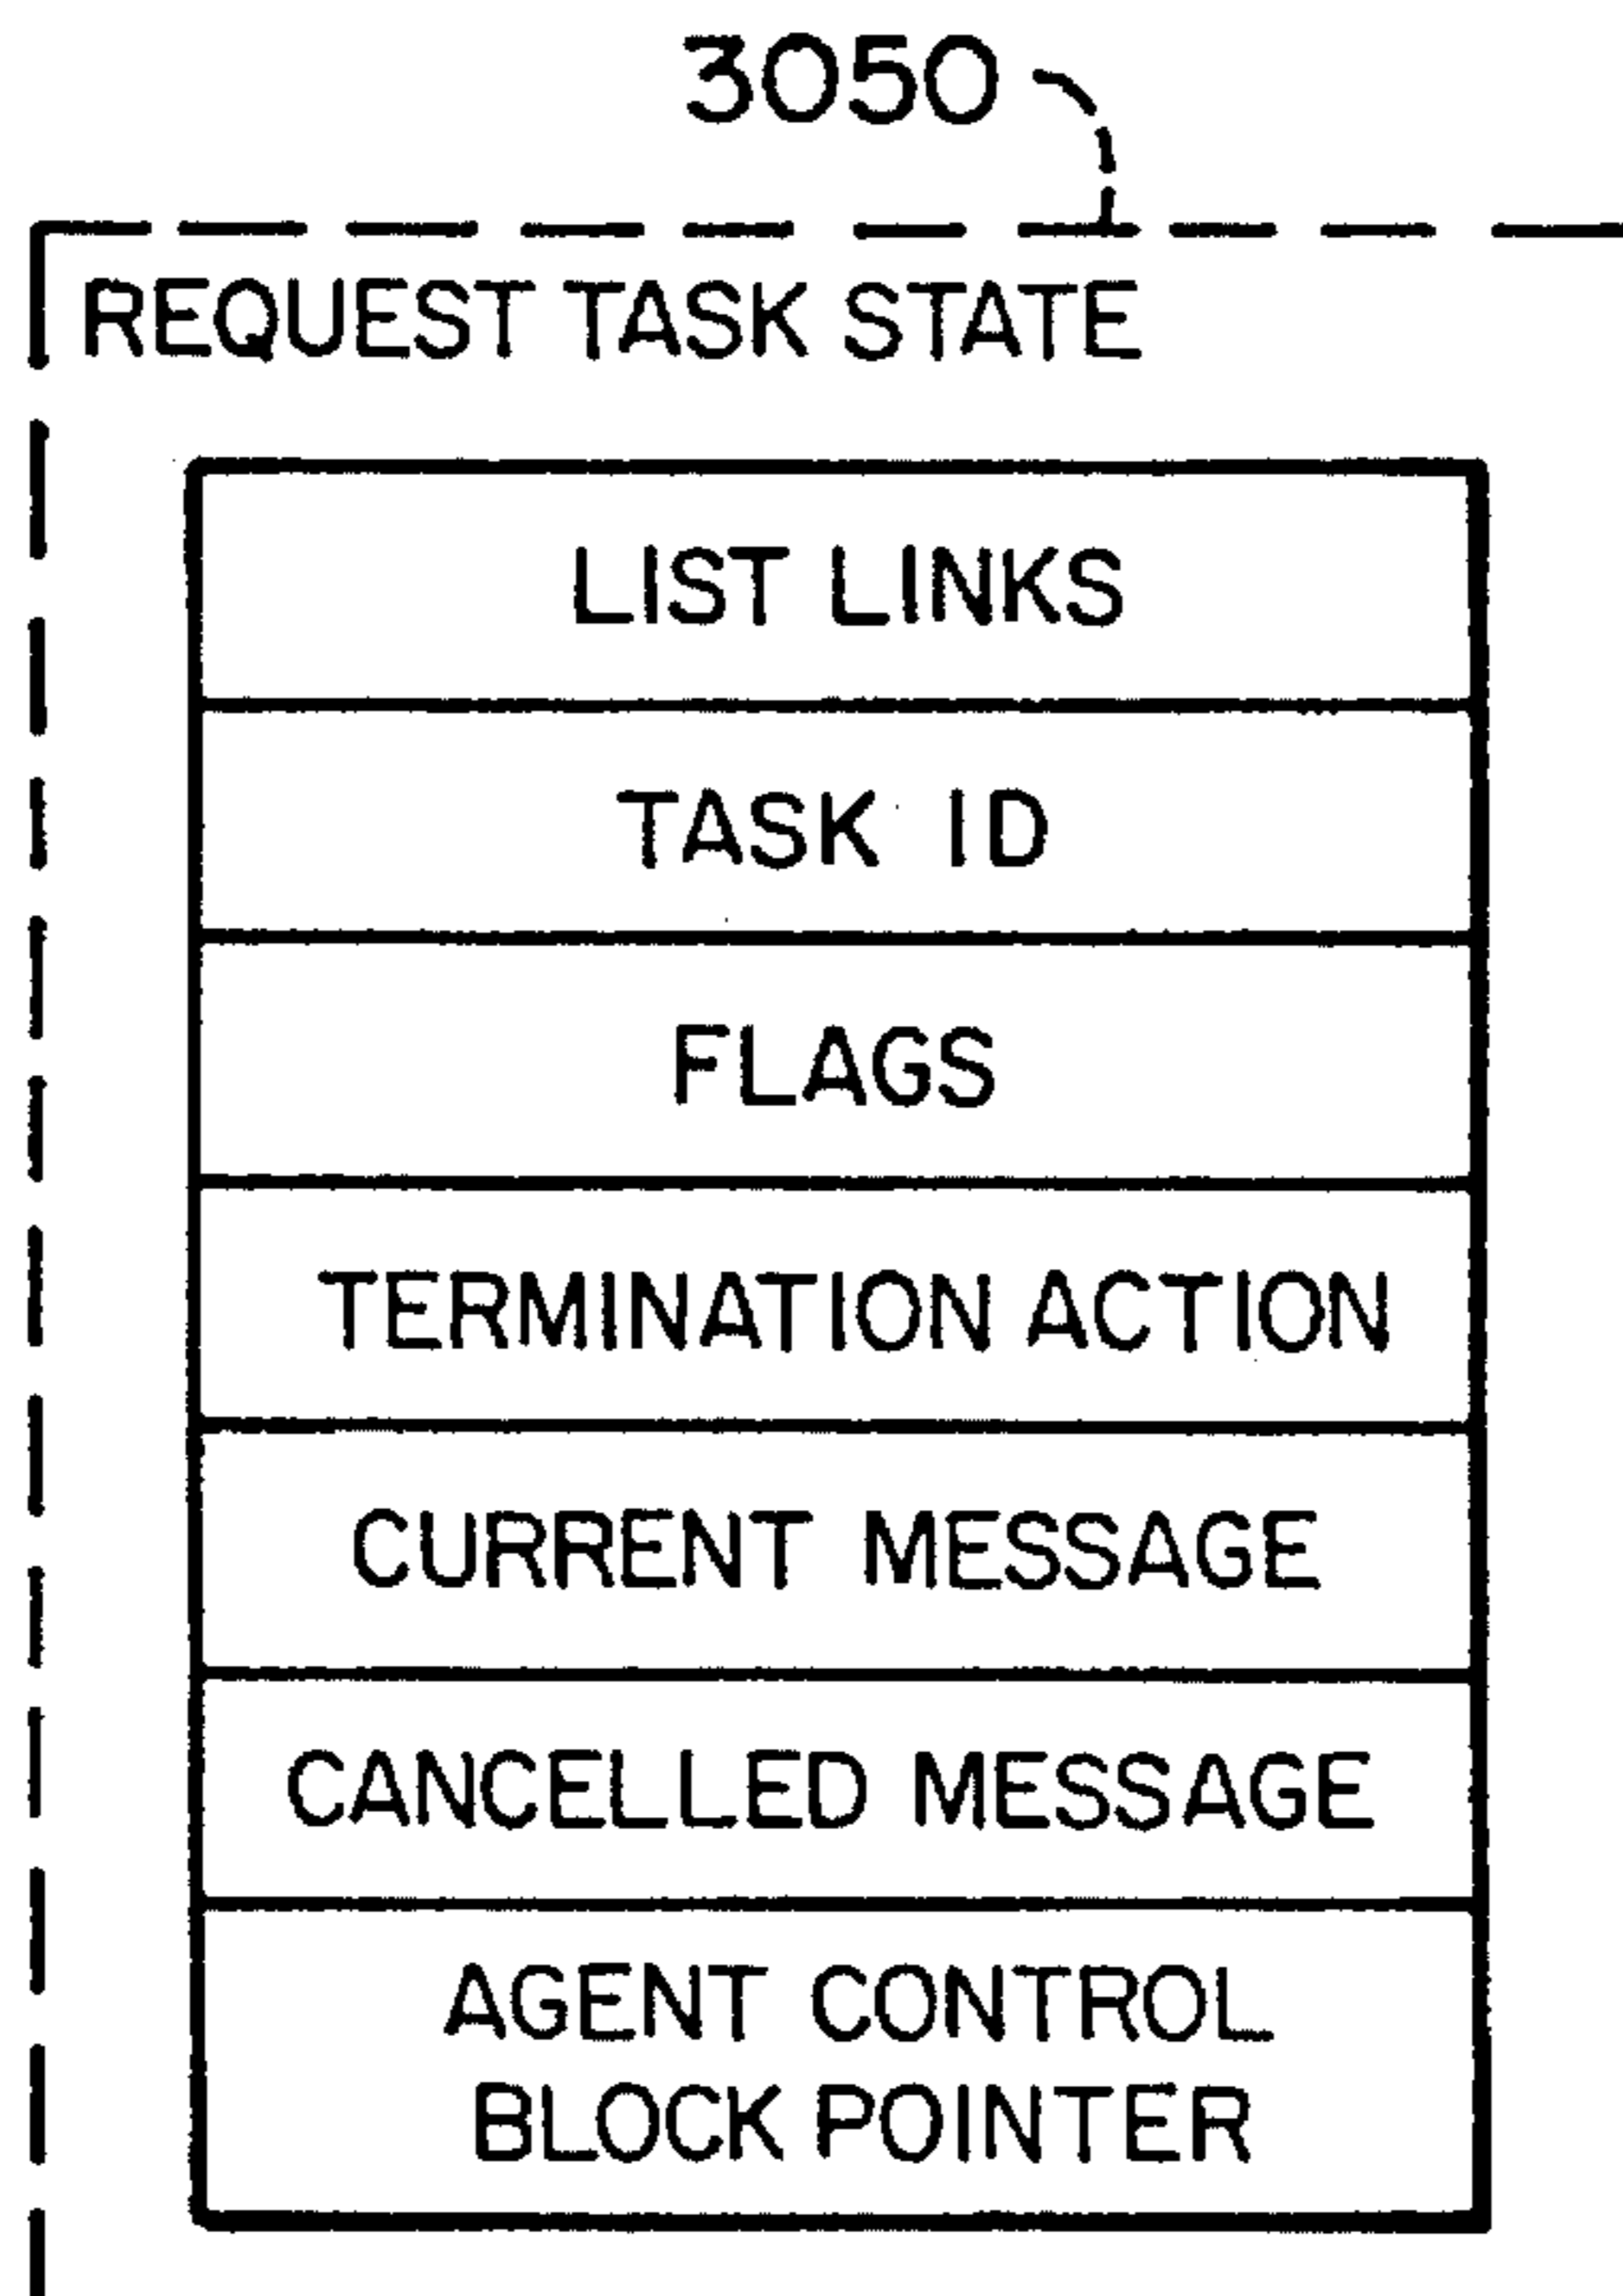 3050
REQUEST TASK STATE
LIST LINKS
TASK ID
FLAGS
TERMINATION ACTION
CURRENT MESSAGE
CANCELLED MESSAGE
AGENT CONTROL
BLOCK POINTER